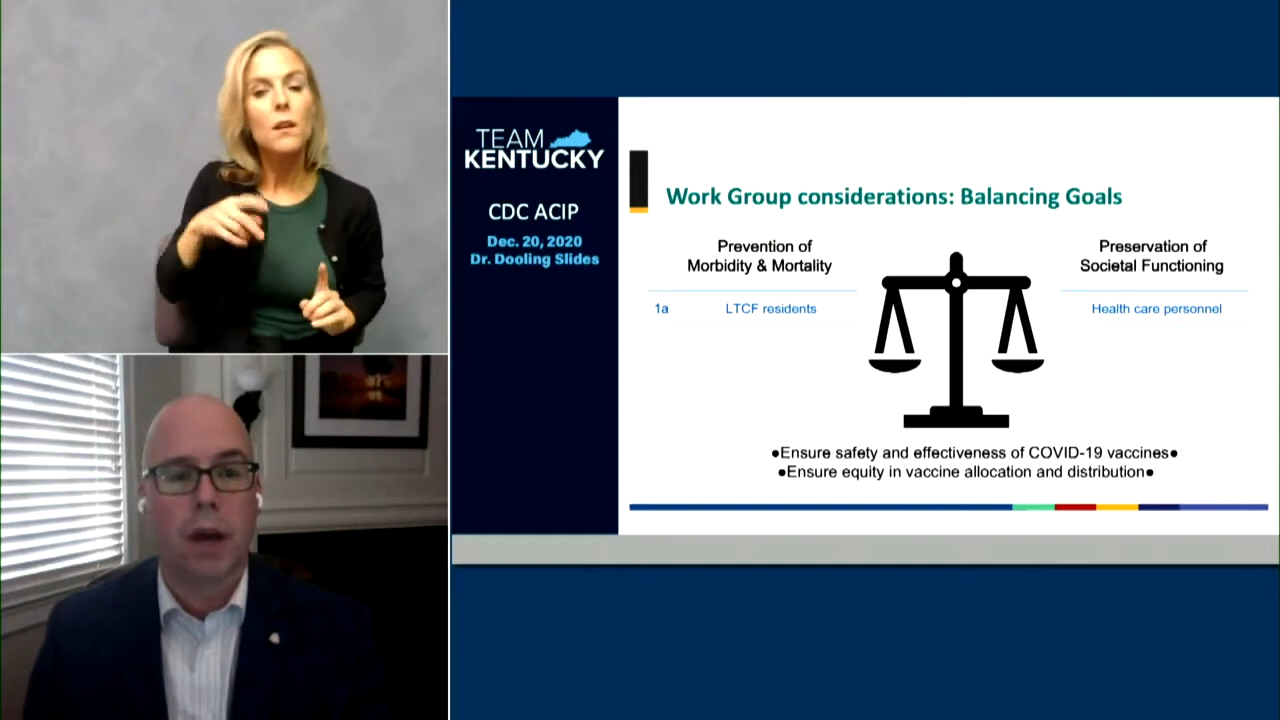 TEAM
KENTUCKY
CDC ACIP
Dec. 20, 2020
Dr. Dooling Slides
Work Group considerations: Balancing Goals
Prevention of
Morbidity & Mortality
1a LTCF residents
Preservation of
Societal Functioning
Health care personnel
●Ensure safety and effectiveness of COVID-19 vaccines●
●Ensure equity in vaccine allocation and distribution●